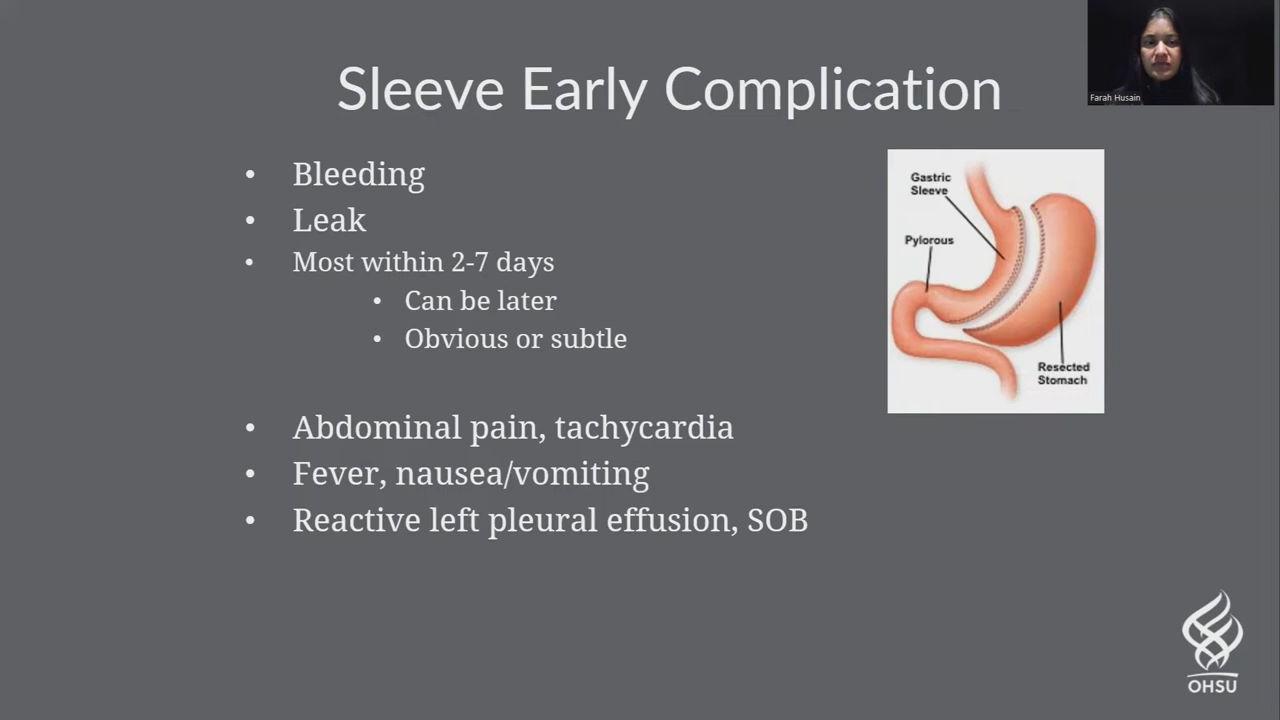 Sleeve Early Complication
Farah Husain
• Bleeding
• Leak
• Most within 2-7 days
• Can be later
• Obvious or subtle
• Abdominal pain, tachycardia
• Fever, nausea/vomiting
• Reactive left pleural effusion, SOB
Gastric
Sleeve
Pylorous
Resected
Stomach
OHSU